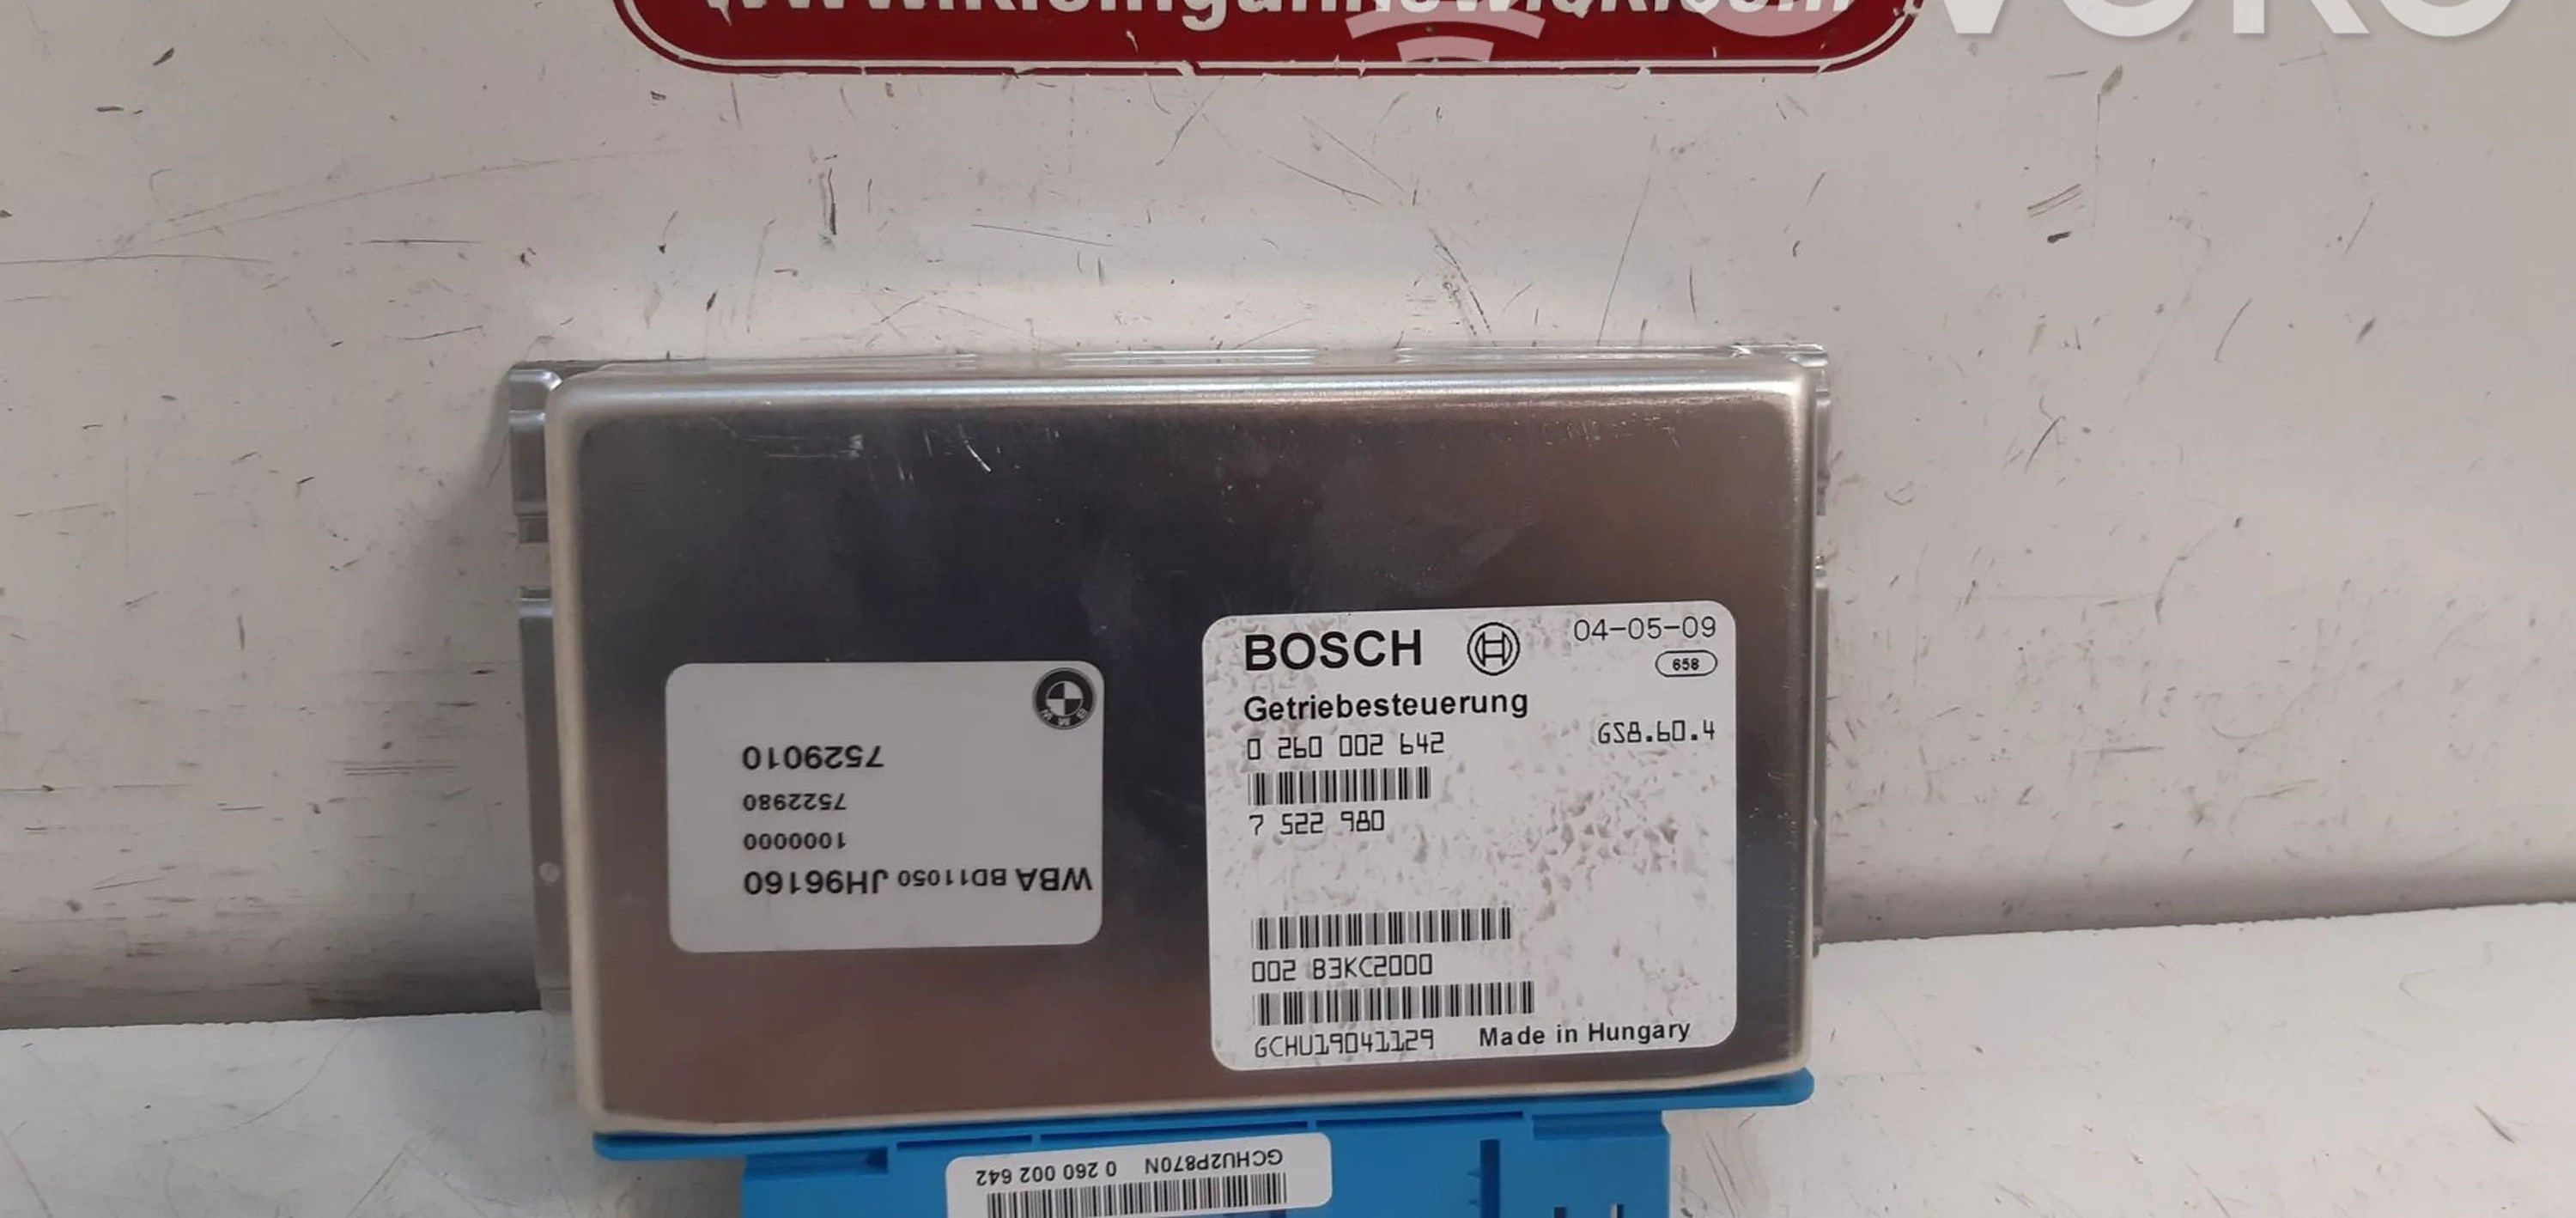 BOSCH
04-05-09
658
Getriebesteuerung
0 260 002 642
GS8.60.4
7 522 980
002 B3KC2000
GCHU19041129 Made in Hungary
BMW
WBA BD11050 JH96160
1000000
7522980
7529010
GCHU2P870N 0 260 002 642